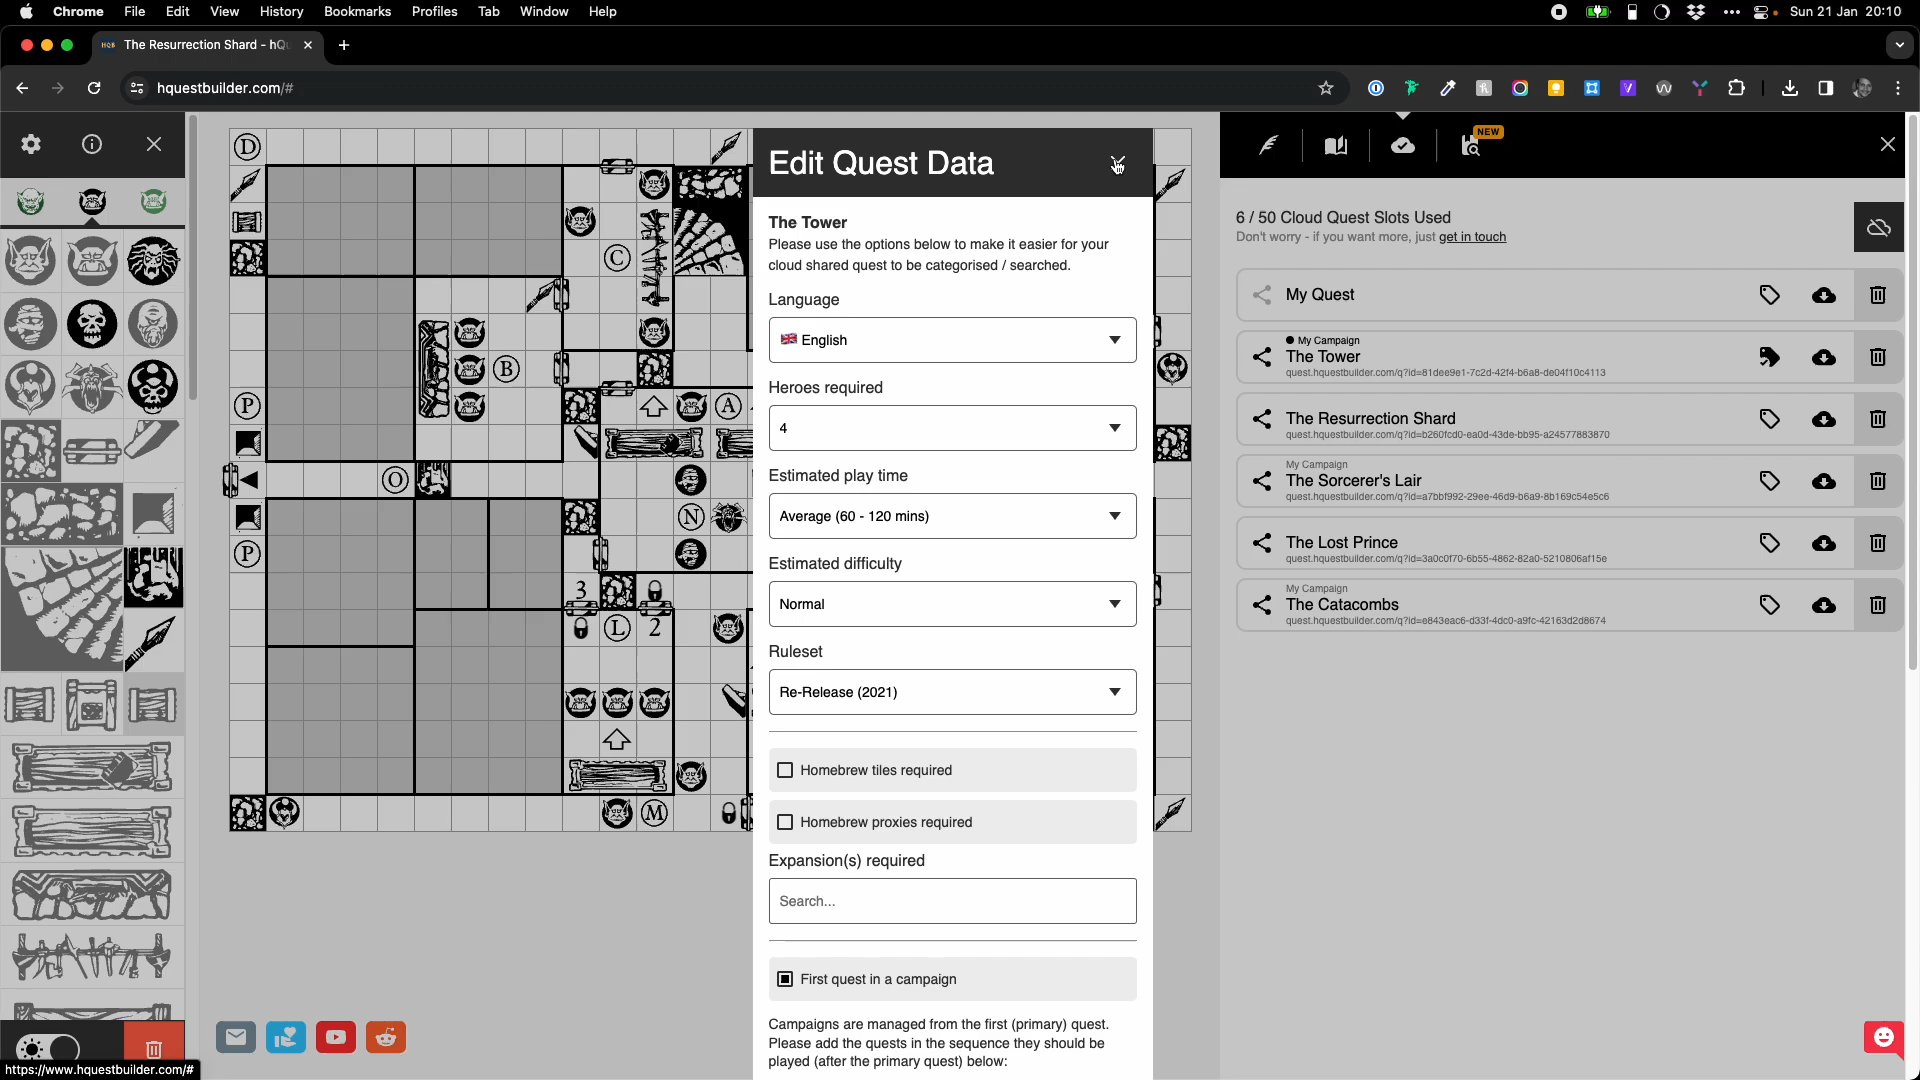 Chrome File Edit View History Bookmarks Profiles Tab Window Help
Sun 21 Jan 20:10
The Resurrection Shard - hQu
hquestbuilder.com/#
NEW
D
C
B
P
A
O
N
P
3
L
2
M
Edit Quest Data
The Tower
Please use the options below to make it easier for your
cloud shared quest to be categorised / searched.
Language
English
Heroes required
4
Estimated play time
Average (60 - 120 mins)
Estimated difficulty
Normal
Ruleset
Re-Release (2021)
Homebrew tiles required
Homebrew proxies required
Expansion(s) required
Search...
First quest in a campaign
Campaigns are managed from the first (primary) quest.
Please add the quests in the sequence they should be
played (after the primary quest) below:
6 / 50 Cloud Quest Slots Used
Don't worry - if you want more, just get in touch
My Quest
My Campaign
The Tower
quest.hquestbuilder.com/q?id=81dee9e1-7c2d-42f4-b6a8-de04f10c4113
The Resurrection Shard
quest.hquestbuilder.com/q?id=b260fcd0-ea0d-43de-bb95-a24577883870
My Campaign
The Sorcerer's Lair
quest.hquestbuilder.com/q?id=a7bbf992-29ee-46d9-b6a9-8b169c54e5c6
The Lost Prince
quest.hquestbuilder.com/q?id=3a0c0f70-6b55-4862-82a0-5210806af15e
My Campaign
The Catacombs
quest.hquestbuilder.com/q?id=e843eac6-d33f-4dc0-a9fc-42163d2d8674
https://www.hquestbuilder.com/#